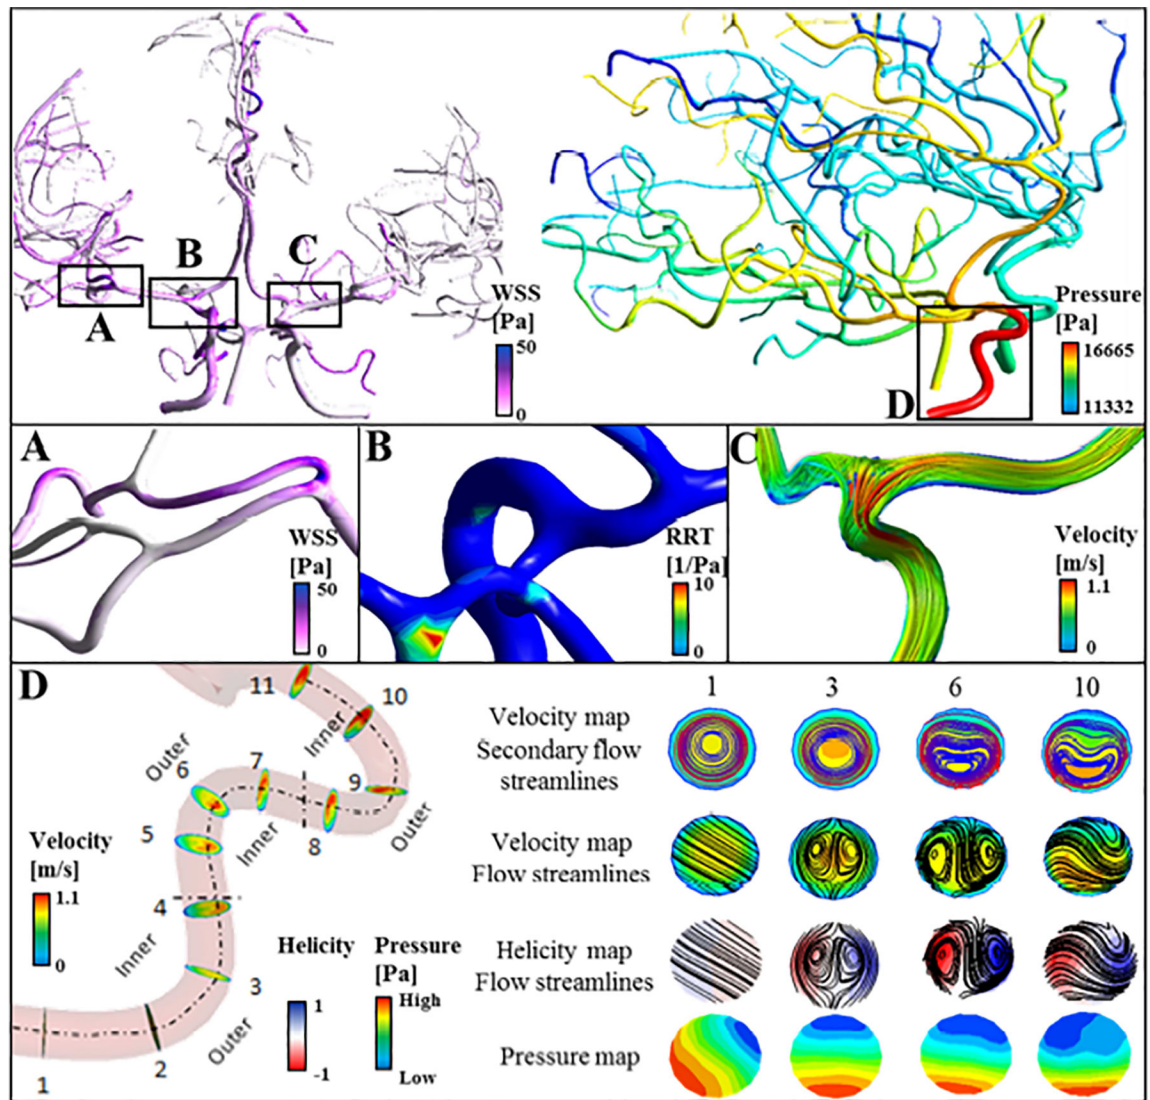 B
C
A
WSS
[Pa]
50
0
Pressure
[Pa]
16665
11332
D
A
WSS
[Pa]
50
0
B
RRT
[1/Pa]
10
0
C
Velocity
[m/s]
1.1
0
D
11
10
Inner
Outer
6
7
9
5
Inner
8
Outer
Velocity
[m/s]
1.1
0
4
Inner
3
Outer
2
1
Helicity
1
-1
Pressure
[Pa]
High
Low
1 3 6 10
Velocity map
Secondary flow
streamlines
Velocity map
Flow streamlines
Helicity map
Flow streamlines
Pressure map